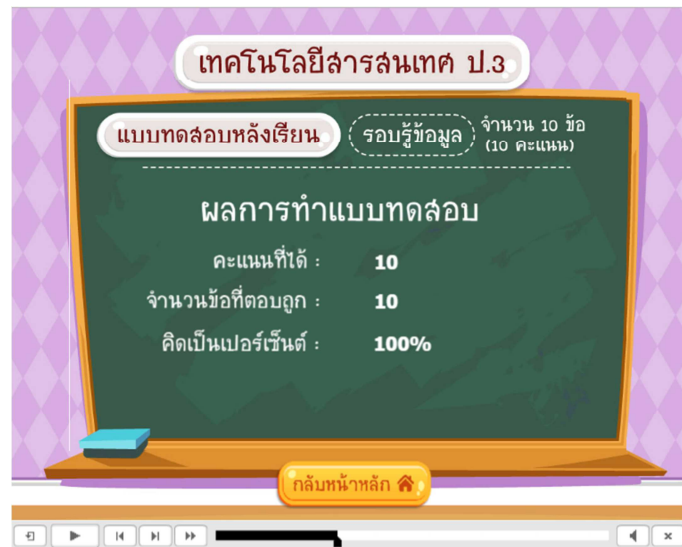 เทคโนโลยีสารสนเทศ ป.3
แบบทดสอบหลังเรียน รอบรู้ข้อมูล จำนวน 10 ข้อ
(10 คะแนน)
ผลการทำแบบทดสอบ
คะแนนที่ได้ : 10
จำนวนข้อที่ตอบถูก : 10
คิดเป็นเปอร์เซ็นต์ : 100%
กลับหน้าหลัก